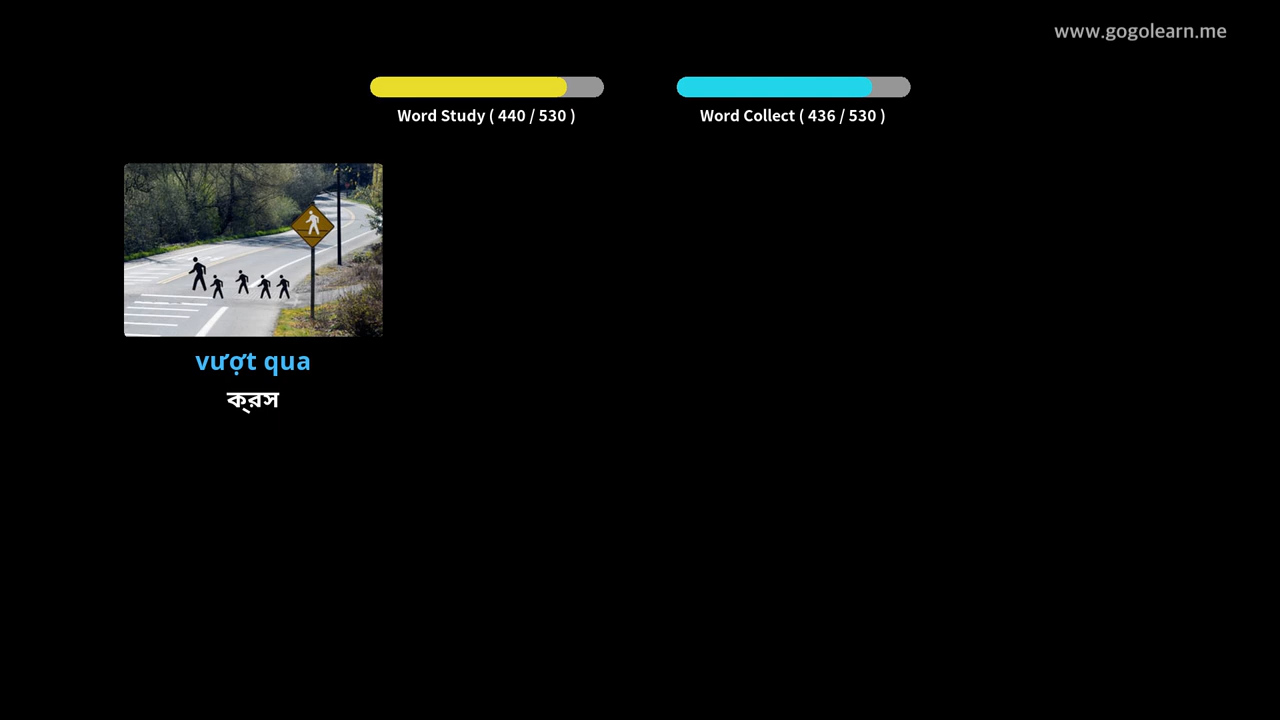 www.gogolearn.me
Word Study ( 440 / 530 )
Word Collect ( 436 / 530 )
vượt qua
ক্রস